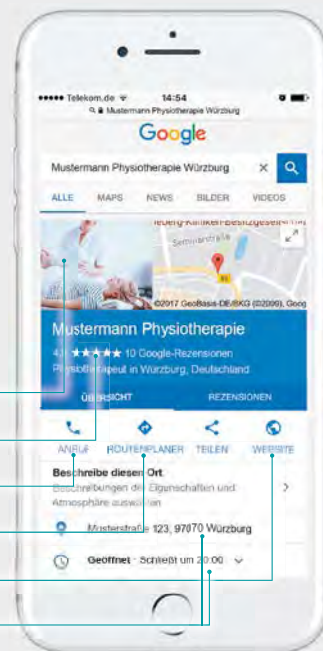 Telekom.de 14:54
Mustermann Physiotherapie Würzburg
Google
Mustermann Physiotherapie Würzburg
ALLE MAPS NEWS BILDER VIDEOS
Seminarstraße
©2017 GeoBasis-DE/BKG (©2009), Goog
Mustermann Physiotherapie
10 Google-Rezensionen
Physiotherapeut in Würzburg, Deutschland
ÜBERSICHT REZENSIONEN
ANRUF ROUTENPLANER TEILEN WEBSITE
Beschreibe diesen Ort
Beschreibungen der Eigenschaften und
Atmosphäre auswählen
Musterstraße 123, 97070 Würzburg
Geöffnet · Schließt um 20:00